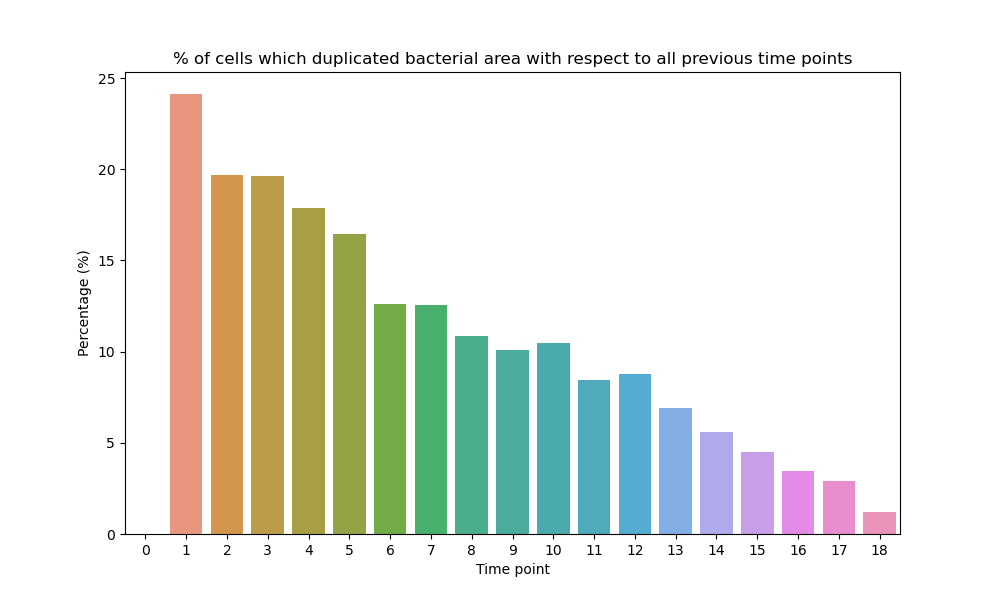 % of cells which duplicated bacterial area with respect to all previous time points
25
20
15
10
5
0
Percentage (%)
0 1 2 3 4 5 6 7 8 9 10 11 12 13 14 15 16 17 18
Time point